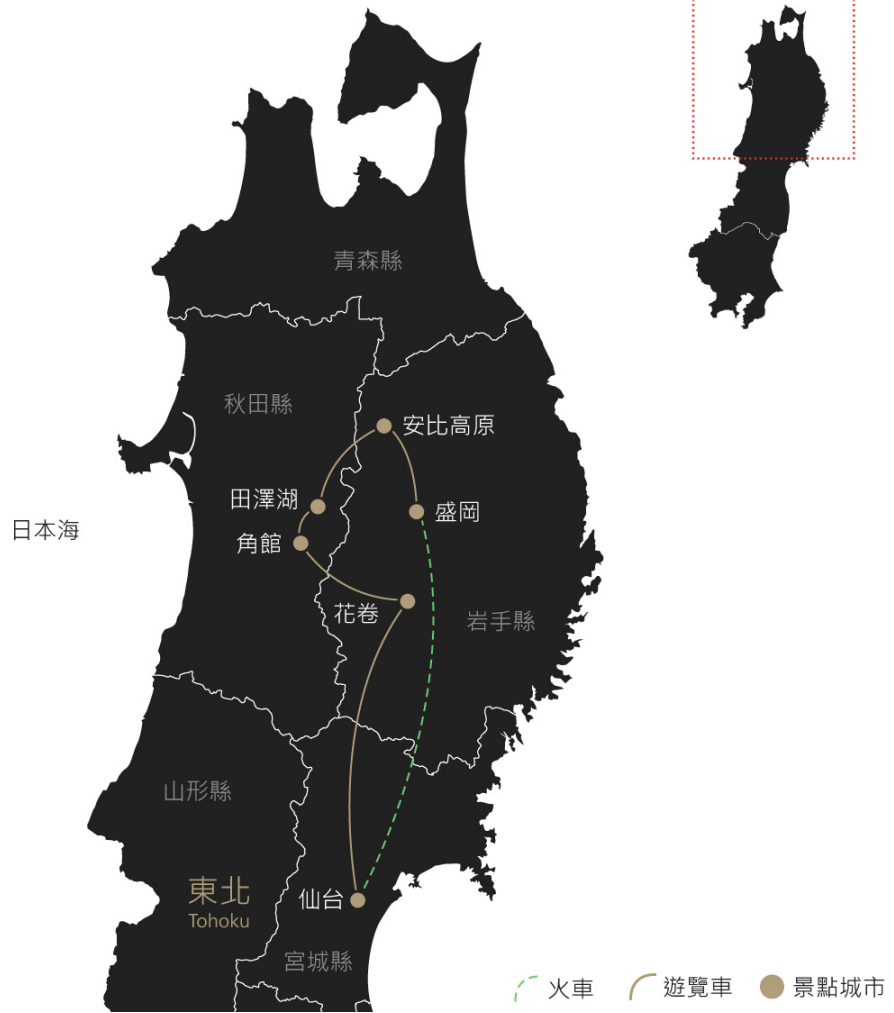 青森縣
秋田縣
安比高原
田澤湖
盛岡
日本海
角館
花卷
岩手縣
山形縣
東北
Tohoku
仙台
宮城縣
火車
遊覽車
景點城市